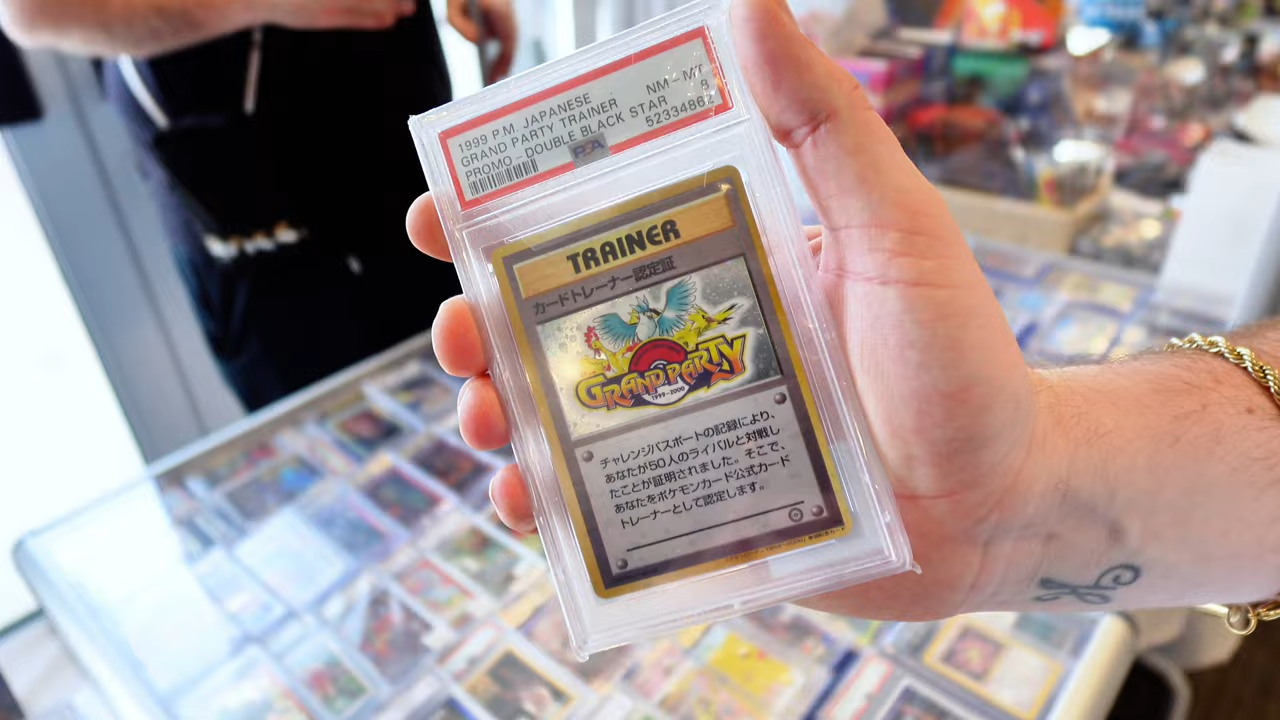 1999 P.M. JAPANESE NM-MT
GRAND PARTY TRAINER 8
PROMO-DOUBLE BLACK STAR 52334862
PSA
TRAINER
カードトレーナー認定証
GRAND PARTY
1999-2000
チャレンジパスポートの記録により、
あなたが50人のライバルと対戦し
たことが証明されました。そこで、
あなたをポケモンカード公式カード
トレーナーとして認定します。